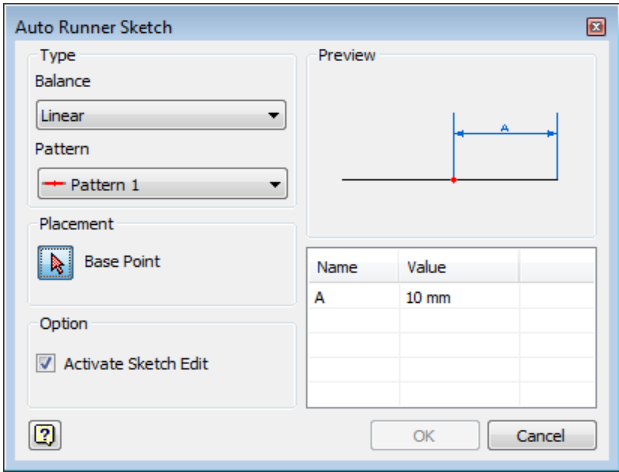 Auto Runner Sketch
Type
Balance
Linear
Pattern
Pattern 1
Placement
Base Point
Option
Activate Sketch Edit
Preview
A
Name Value
A 10 mm
OK Cancel